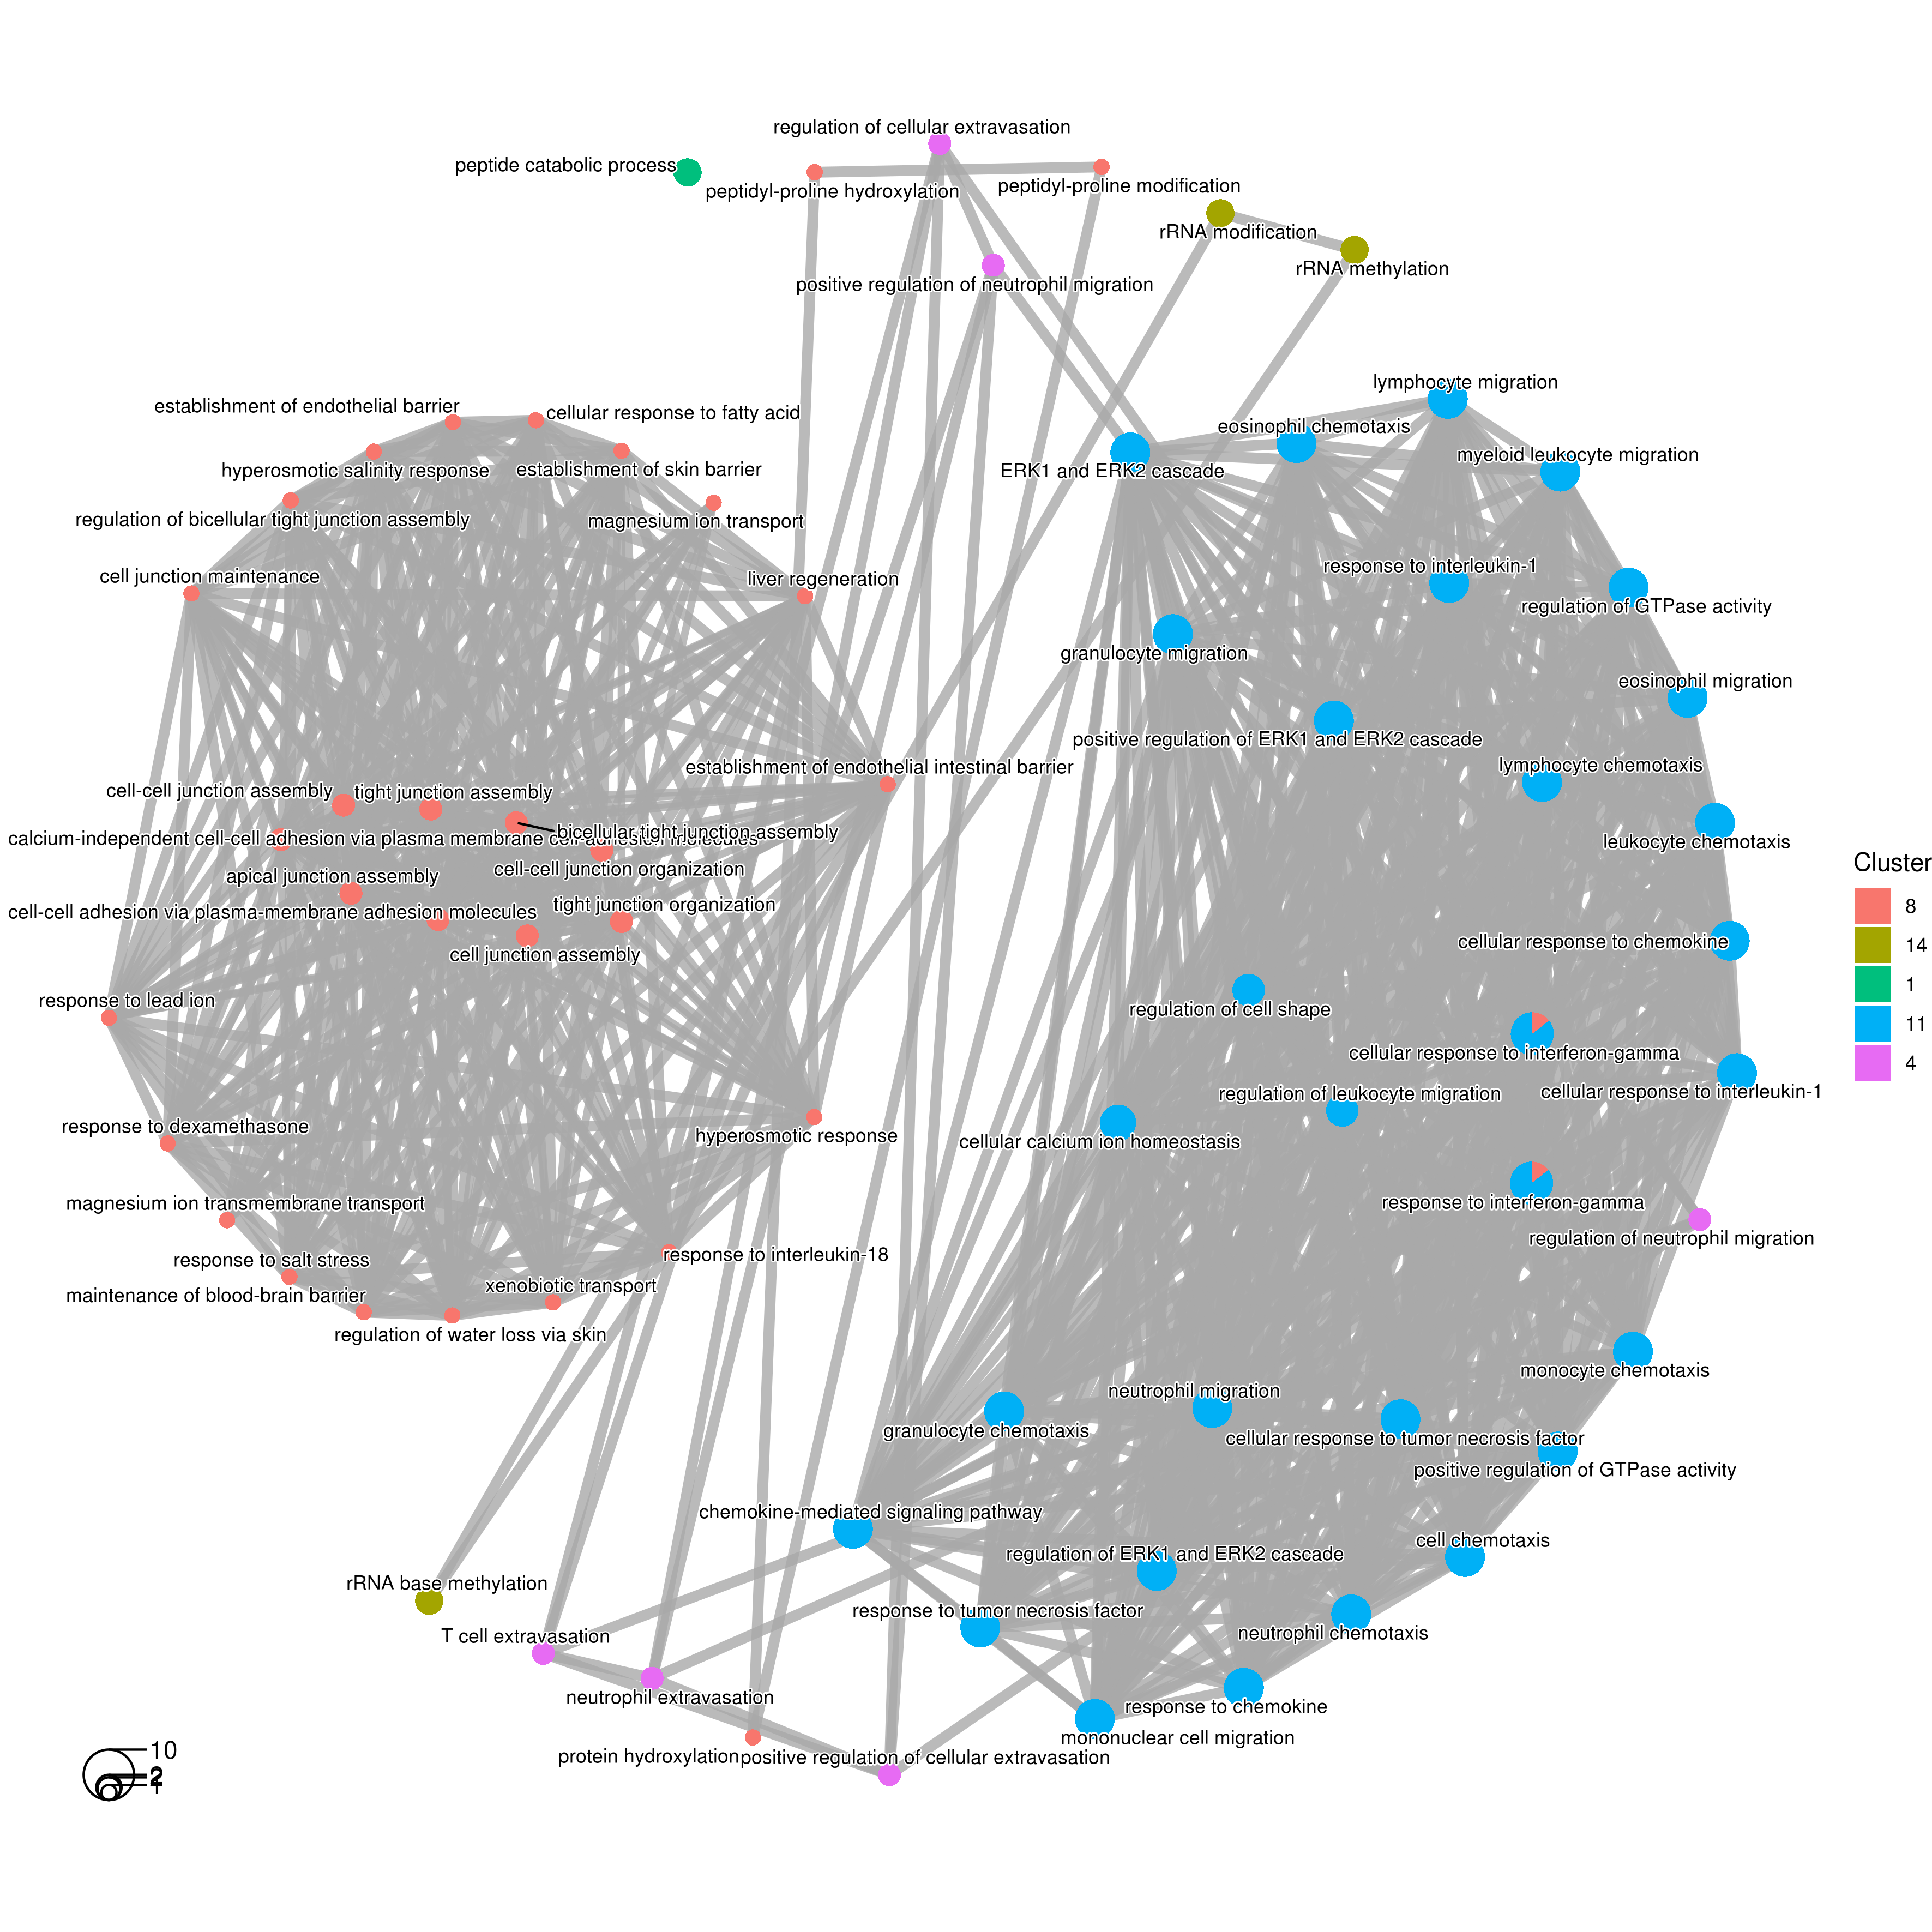 regulation of cellular extravasation
peptide catabolic process
peptidyl-proline hydroxylation
peptidyl-proline modification
rRNA modification
rRNA methylation
positive regulation of neutrophil migration
lymphocyte migration
establishment of endothelial barrier
cellular response to fatty acid
eosinophil chemotaxis
hyperosmotic salinity response
establishment of skin barrier
ERK1 and ERK2 cascade
myeloid leukocyte migration
regulation of bicellular tight junction assembly
magnesium ion transport
response to interleukin-1
cell junction maintenance
liver regeneration
regulation of GTPase activity
granulocyte migration
eosinophil migration
positive regulation of ERK1 and ERK2 cascade
establishment of endothelial intestinal barrier
lymphocyte chemotaxis
cell-cell junction assembly
tight junction assembly
bicellular tight junction assembly
calcium-independent cell-cell adhesion via plasma membrane cell-adhesion molecules
leukocyte chemotaxis
cell-cell junction organization
apical junction assembly
tight junction organization
cell-cell adhesion via plasma-membrane adhesion molecules
cellular response to chemokine
cell junction assembly
response to lead ion
regulation of cell shape
cellular response to interferon-gamma
regulation of leukocyte migration
cellular response to interleukin-1
response to dexamethasone
hyperosmotic response
cellular calcium ion homeostasis
magnesium ion transmembrane transport
response to interferon-gamma
regulation of neutrophil migration
response to salt stress
response to interleukin-18
xenobiotic transport
maintenance of blood-brain barrier
regulation of water loss via skin
monocyte chemotaxis
neutrophil migration
granulocyte chemotaxis
cellular response to tumor necrosis factor
positive regulation of GTPase activity
chemokine-mediated signaling pathway
cell chemotaxis
regulation of ERK1 and ERK2 cascade
rRNA base methylation
response to tumor necrosis factor
T cell extravasation
neutrophil chemotaxis
neutrophil extravasation
response to chemokine
mononuclear cell migration
protein hydroxylation
positive regulation of cellular extravasation
Cluster
8
14
1
11
4
10
2
1